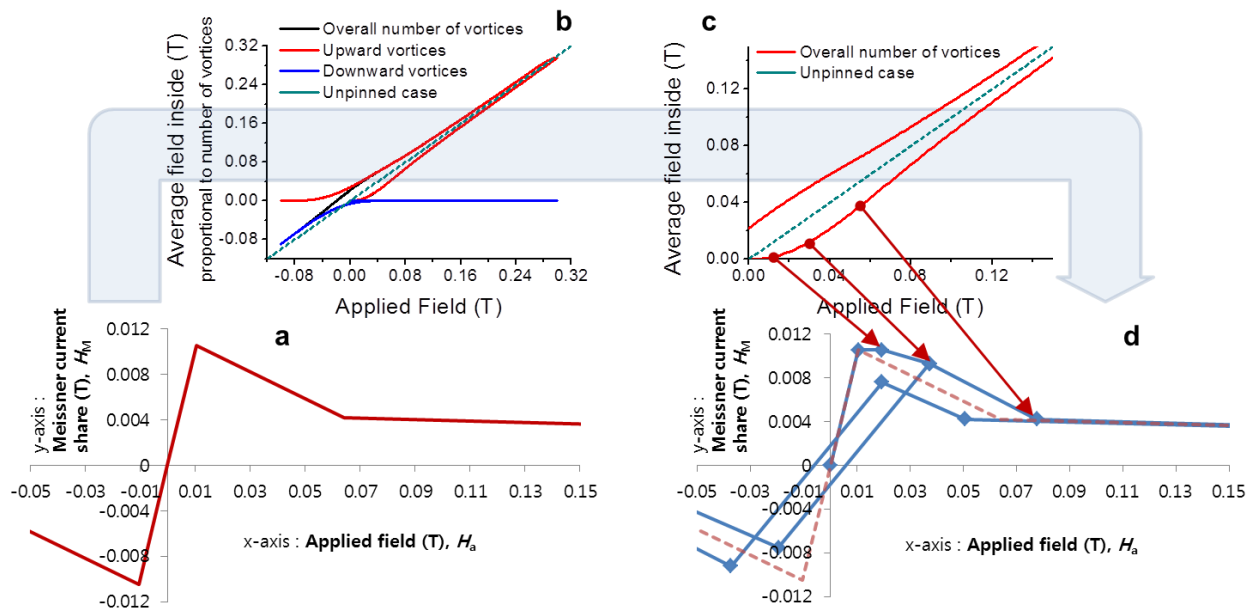 b
Overall number of vortices
Upward vortices
Downward vortices
Unpinned case
Average field inside (T)
proportional to number of vortices
0.32
0.24
0.16
0.08
0.00
-0.08
-0.08 0.00 0.08 0.16 0.24 0.32
Applied Field (T)
c
Overall number of vortices
Unpinned case
Average field inside (T)
0.12
0.08
0.04
0.00
0.00 0.04 0.08 0.12
Applied Field (T)
a
y-axis :
Meissner current
share (T), HM
0.012
0.008
0.004
0
-0.004
-0.008
-0.012
-0.05 -0.03 -0.01 0.01 0.03 0.05 0.07 0.09 0.11 0.13 0.15
x-axis : Applied field (T), Ha
d
y-axis :
Meissner current
share (T), HM
0.012
0.008
0.004
0
-0.004
-0.008
-0.012
-0.05 -0.03 -0.01 0.01 0.03 0.05 0.07 0.09 0.11 0.13 0.15
x-axis : Applied field (T), Ha